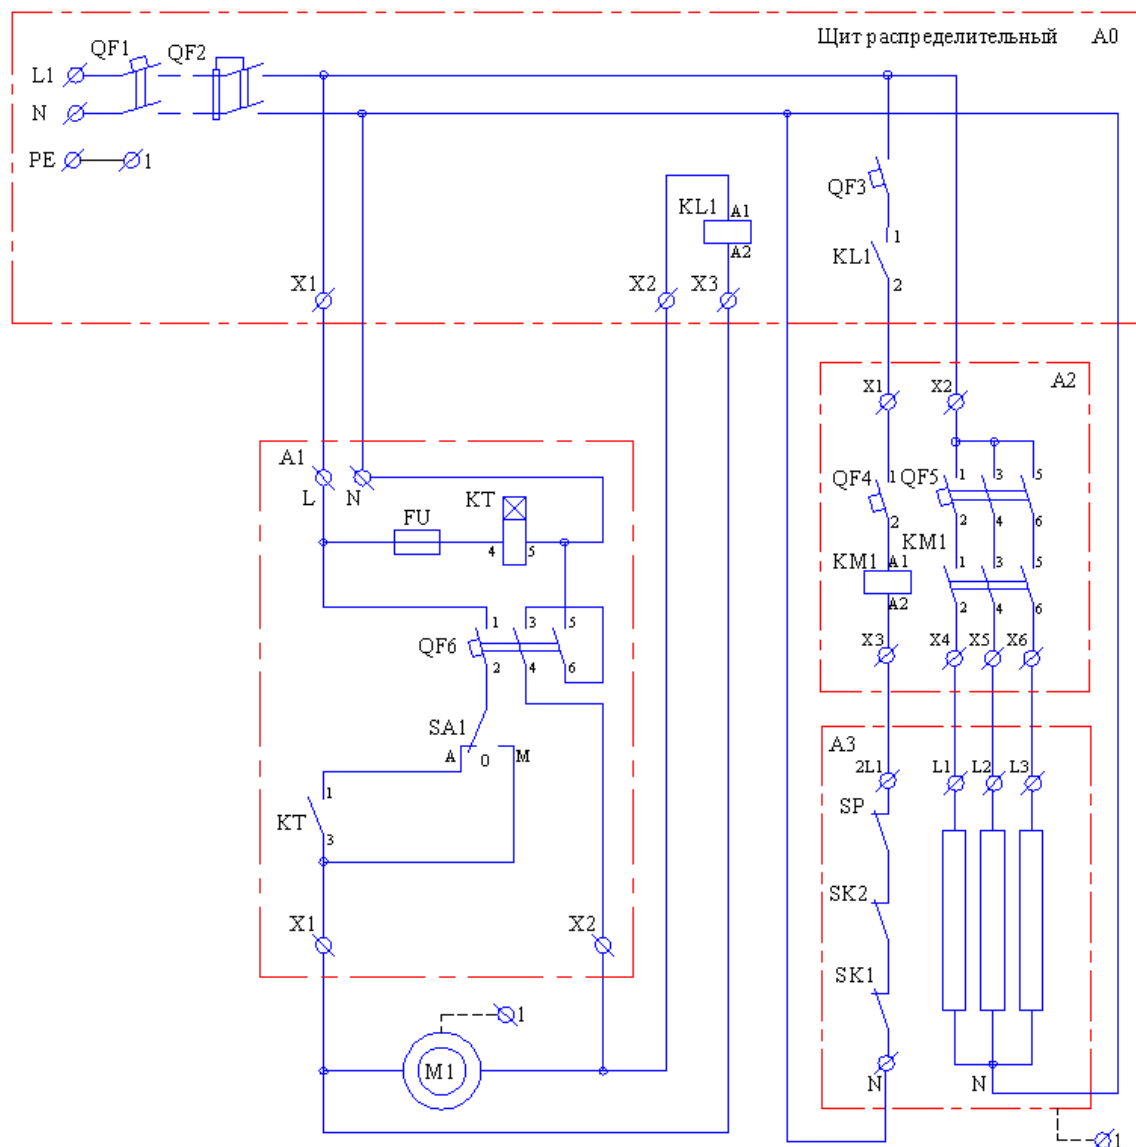 Щит распределительный A0
QF1 QF2
L1
N
PE 1
QF3
KL1 A1
A2
1
KL1
2
X1 X2 X3
X1 X2 A2
A1
L N
KT
FU
4 5
QF4 1
2
QF5 1 3 5
2 4 6
KM1
KM1 A1
A2
1 3 5
2 4 6
QF6 1 3 5
2 4 6
X3 X4 X5 X6
SA1
A 0 M
A3
2L1 L1 L2 L3
KT 1
3
SP
SK2
X1 X2
SK1
1
M1
N N
1